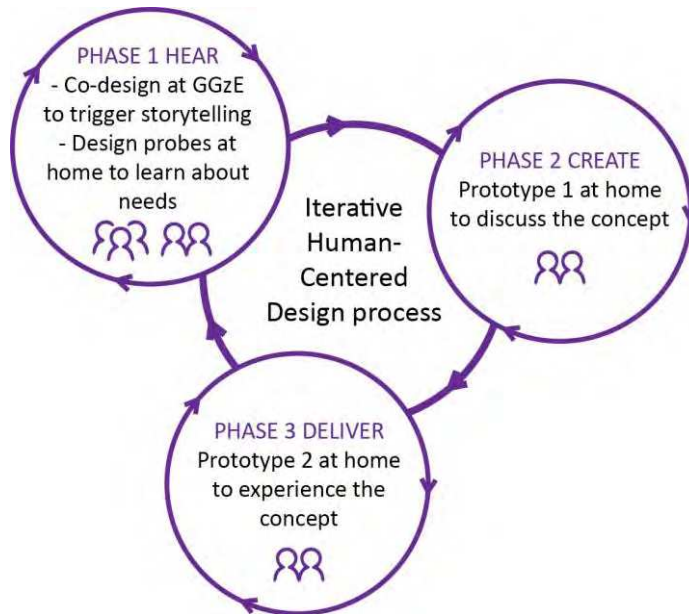 PHASE 1 HEAR
- Co-design at GGzE
to trigger storytelling
- Design probes at
home to learn about
needs
PHASE 2 CREATE
Prototype 1 at home
to discuss the concept
Iterative
Human-
Centered
Design process
PHASE 3 DELIVER
Prototype 2 at home
to experience the
concept